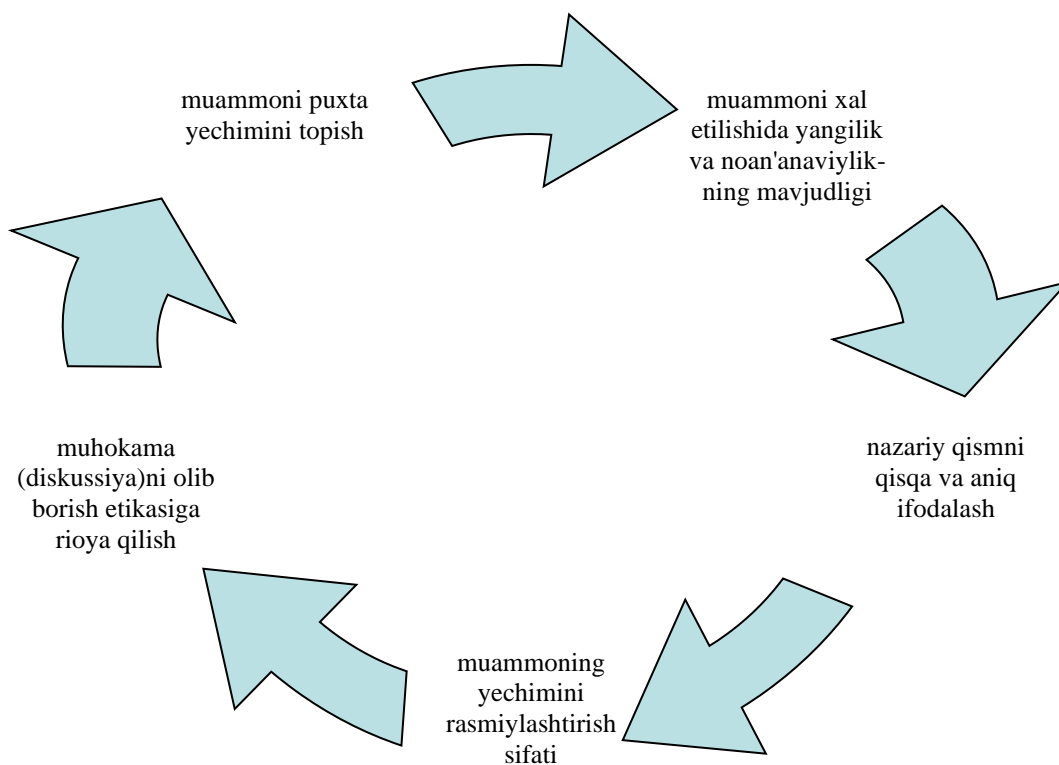 muammoni puxta
yechimini topish
muammoni xal
etilishida yangilik
va noan'anaviylik-
ning mavjudligi
nazariy qismni
qisqa va aniq
ifodalash
muammoning
yechimini
rasmiylashtirish
sifati
muhokama
(diskussiya)ni olib
borish etikasiga
rioya qilish